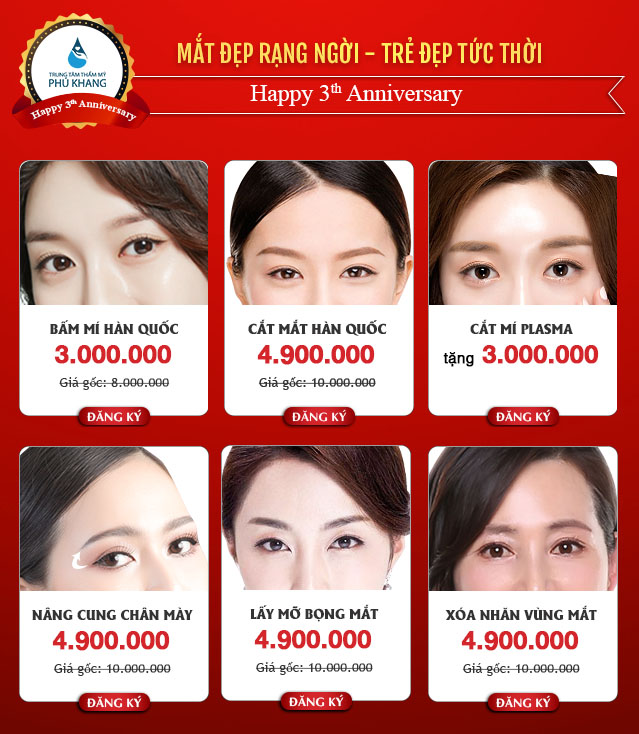 TRUNG TÂM THẨM MỸ
PHÚ KHANG
Happy 3th Anniversary
MẮT ĐẸP RẠNG NGỜI - TRẺ ĐẸP TỨC THỜI
Happy 3th Anniversary
BẤM MÍ HÀN QUỐC
3.000.000
Giá gốc: 8.000.000
ĐĂNG KÝ
CẮT MẮT HÀN QUỐC
4.900.000
Giá gốc: 10.000.000
ĐĂNG KÝ
CẮT MÍ PLASMA
tặng 3.000.000
ĐĂNG KÝ
NÂNG CUNG CHÂN MÀY
4.900.000
Giá gốc: 10.000.000
ĐĂNG KÝ
LẤY MỠ BỌNG MẮT
4.900.000
Giá gốc: 10.000.000
ĐĂNG KÝ
XÓA NHĂN VÙNG MẮT
4.900.000
Giá gốc: 10.000.000
ĐĂNG KÝ